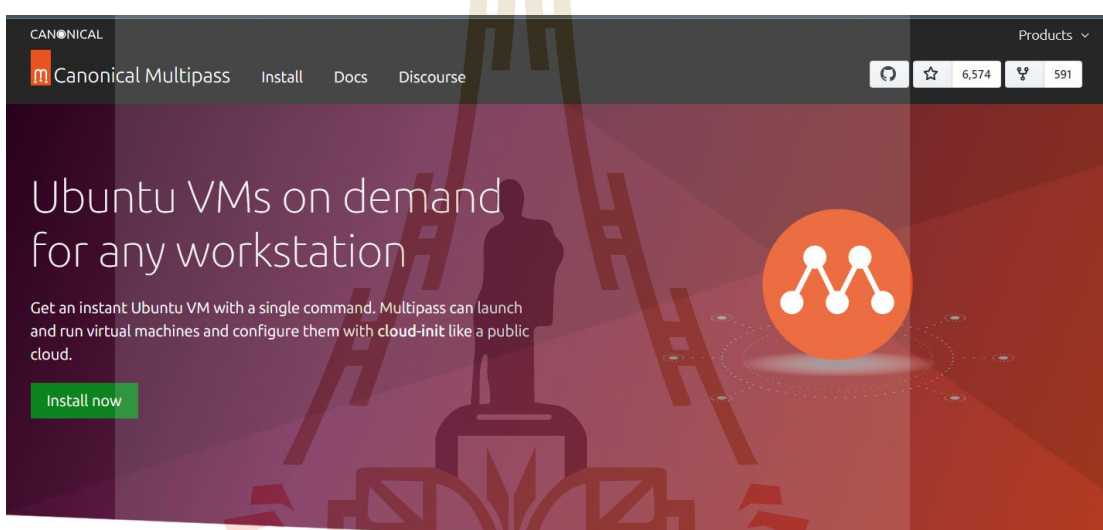 CANONICAL
Products
Canonical Multipass Install Docs Discourse
6,574 591
Ubuntu VMs on demand
for any workstation
Get an instant Ubuntu VM with a single command. Multipass can launch
and run virtual machines and configure them with cloud-init like a public
cloud.
Install now